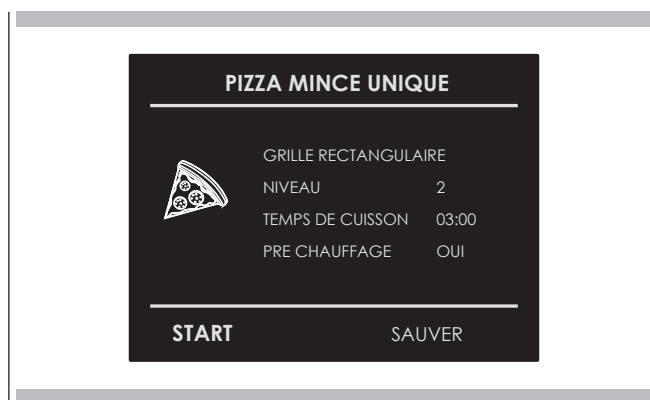 PIZZA MINCE UNIQUE
GRILLE RECTANGULAIRE
NIVEAU 2
TEMPS DE CUISSON 03:00
PRE CHAUFFAGE OUI
START SAUVER